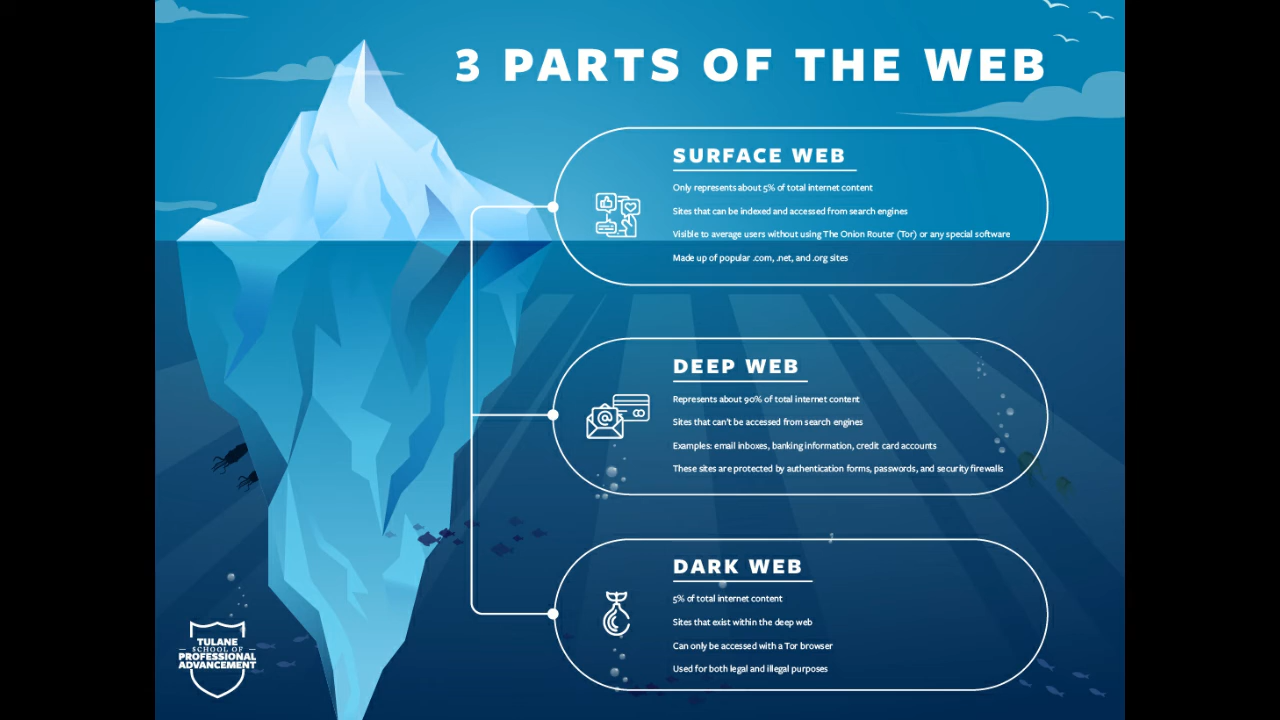 3 PARTS OF THE WEB
SURFACE WEB
Only represents about 5% of total internet content
Sites that can be indexed and accessed from search engines
Visible to average users without using The Onion Router (Tor) or any special software
Made up of popular .com, .net, and .org sites
DEEP WEB
Represents about 90% of total internet content
Sites that can't be accessed from search engines
Examples: email inboxes, banking information, credit card accounts
These sites are protected by authentication forms, passwords, and security firewalls
DARK WEB
5% of total internet content
Sites that exist within the deep web
Can only be accessed with a Tor browser
Used for both legal and illegal purposes
TULANE
SCHOOL OF
PROFESSIONAL
ADVANCEMENT